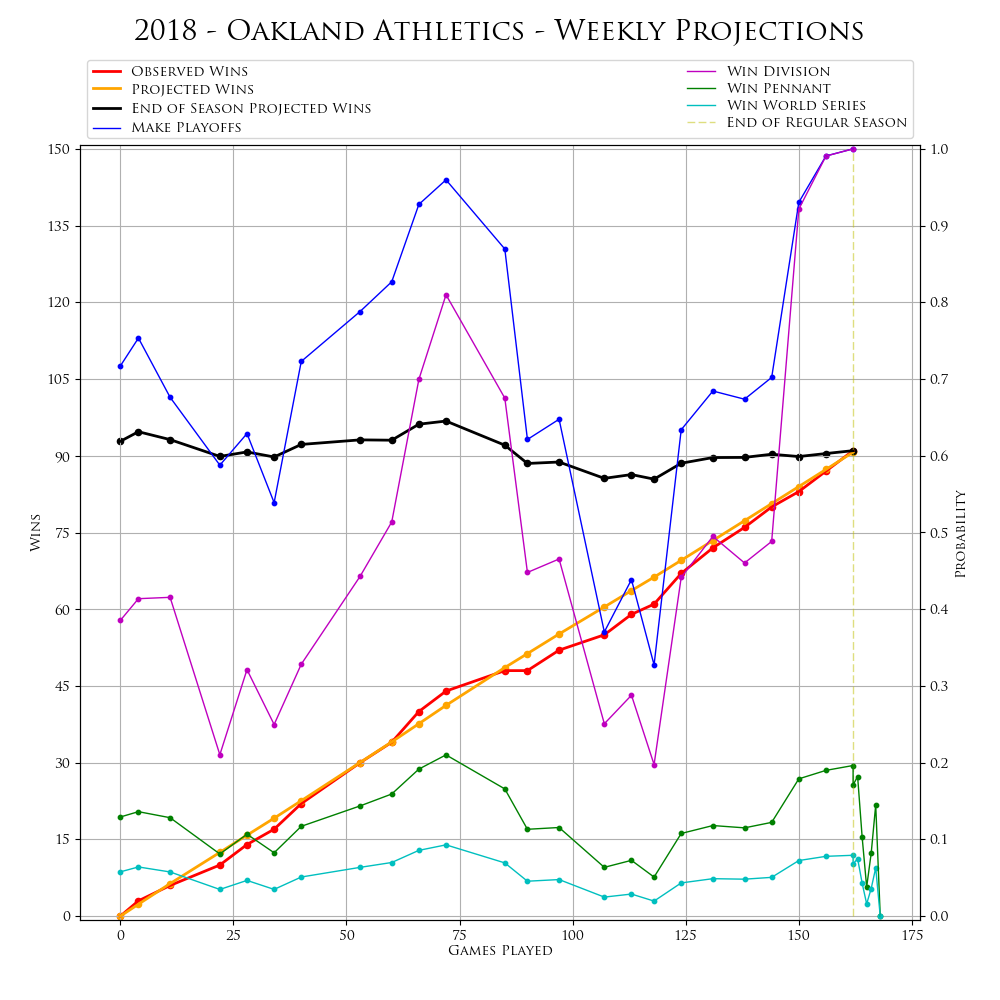 2018 - Oakland Athletics - Weekly Projections
Observed Wins
Projected Wins
End of Season Projected Wins
Make Playoffs
Win Division
Win Pennant
Win World Series
End of Regular Season
150
135
120
105
90
75
60
45
30
15
0
Wins
1.0
0.9
0.8
0.7
0.6
0.5
0.4
0.3
0.2
0.1
0.0
Probability
0 25 50 75 100 125 150 175
Games Played